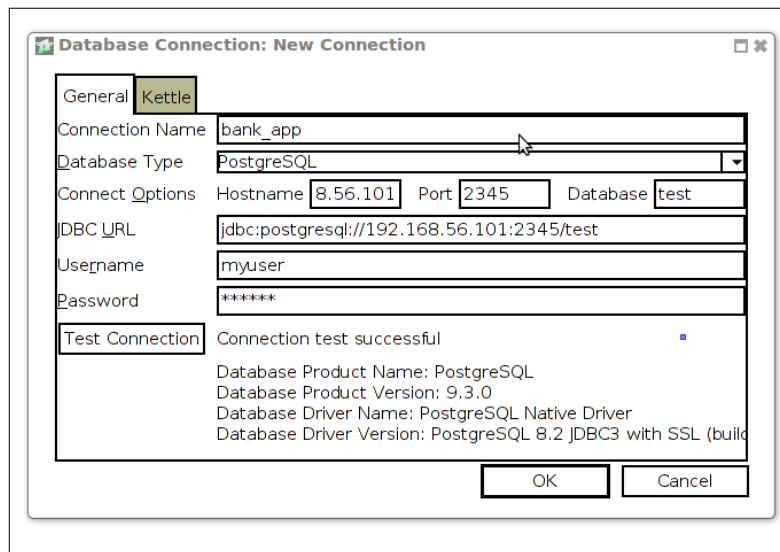 Database Connection: New Connection
General Kettle
Connection Name bank_app
Database Type PostgreSQL
Connect Options Hostname 8.56.101 Port 2345 Database test
JDBC URL jdbc:postgresql://192.168.56.101:2345/test
Username myuser
Password ******
Test Connection Connection test successful
Database Product Name: PostgreSQL
Database Product Version: 9.3.0
Database Driver Name: PostgreSQL Native Driver
Database Driver Version: PostgreSQL 8.2 JDBC3 with SSL (build
OK Cancel